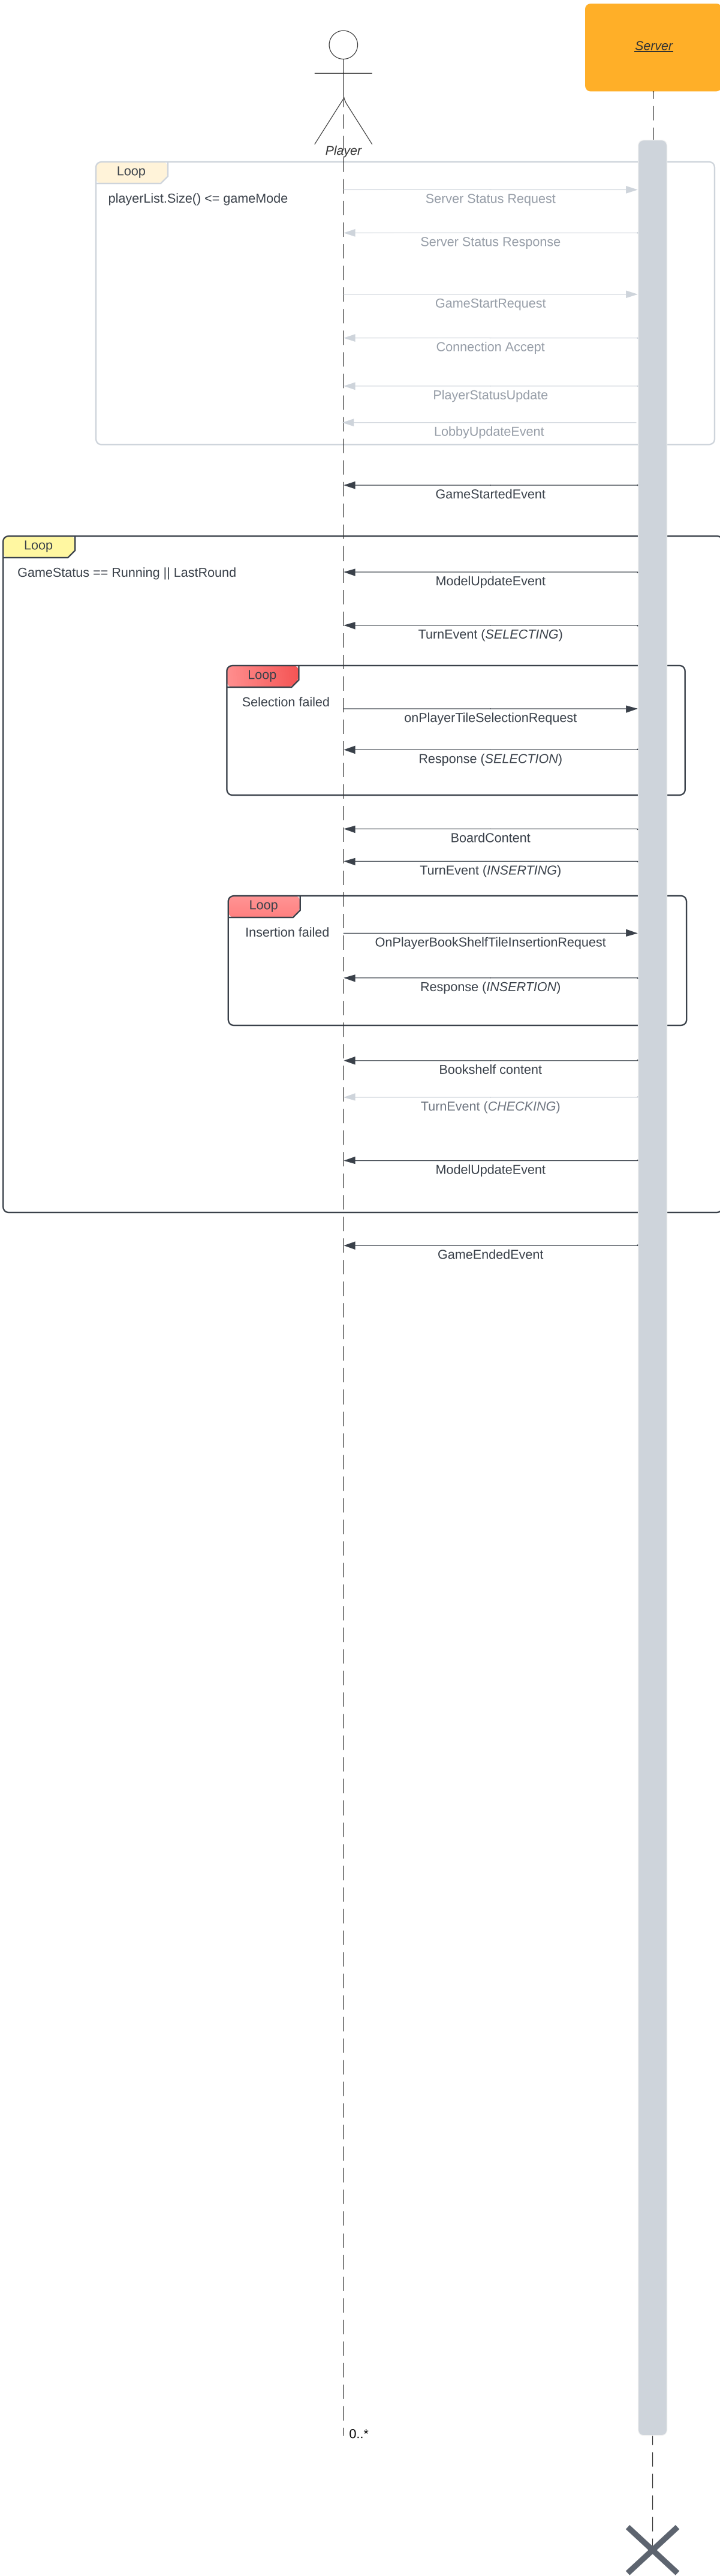 Server
Player
Loop
playerList.Size() <= gameMode
Server Status Request
Server Status Response
GameStartRequest
Connection Accept
PlayerStatusUpdate
LobbyUpdateEvent
GameStartedEvent
Loop
GameStatus == Running || LastRound
ModelUpdateEvent
TurnEvent (SELECTING)
Loop
Selection failed
onPlayerTileSelectionRequest
Response (SELECTION)
BoardContent
TurnEvent (INSERTING)
Loop
Insertion failed
OnPlayerBookShelfTileInsertionRequest
Response (INSERTION)
Bookshelf content
TurnEvent (CHECKING)
ModelUpdateEvent
GameEndedEvent
0..*